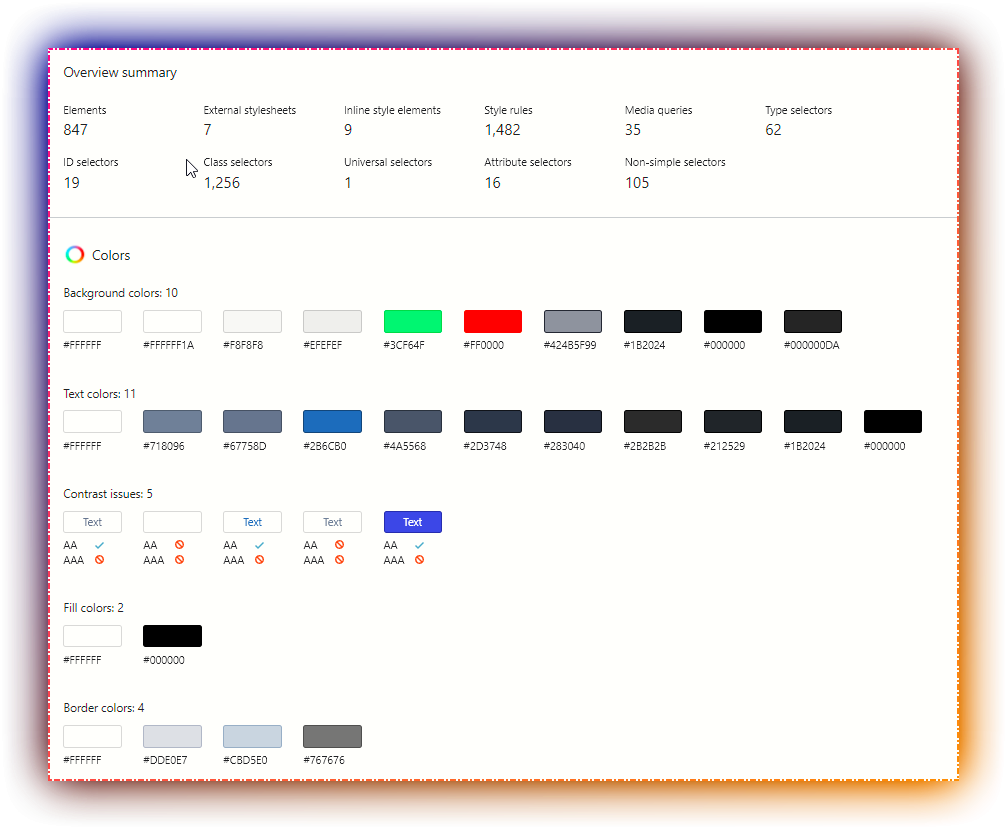 Overview summary
Elements External stylesheets Inline style elements Style rules Media queries Type selectors
847 7 9 1,482 35 62
ID selectors Class selectors Universal selectors Attribute selectors Non-simple selectors
19 1,256 1 16 105
Colors
Background colors: 10
#FFFFFF #FFFFFF1A #F8F8F8 #EFEFEF #3CF64F #FF0000 #424B5F99 #1B2024 #000000 #000000DA
Text colors: 11
#FFFFFF #718096 #67758D #2B6CB0 #4A5568 #2D3748 #283040 #2B2B2B #212529 #1B2024 #000000
Contrast issues: 5
Text Text Text Text
AA AA AA AA AA
AAA AAA AAA AAA AAA
Fill colors: 2
#FFFFFF #000000
Border colors: 4
#FFFFFF #DDE0E7 #CBD5E0 #767676